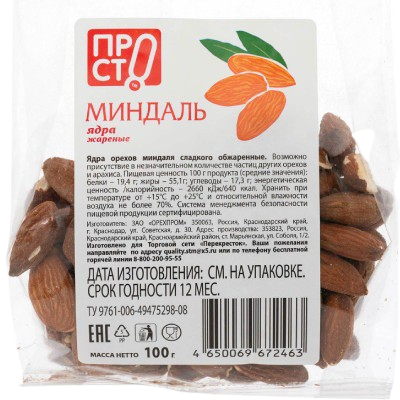 ПРОСТО!
МИНДАЛЬ
ядра
жареные
Ядра орехов миндаля сладкого обжаренные. Возможно
присутствие в незначительном количестве частиц других орехов
и арахиса. Пищевая ценность 100 г продукта (средние значения):
белки – 19,4 г; жиры – 55,1г; углеводы – 17,3 г; энергетическая
ценность /калорийность – 2660 кДж/640 ккал. Хранить при
температуре от +15°С до +25°С и относительной влажности
воздуха не более 70%. Система менеджмента безопасности
пищевой продукции сертифицирована.
Изготовитель: ЗАО «ОРЕХПРОМ» 350063, Россия, Краснодарский край,
г. Краснодар, ул. Советская, д. 30. Адрес производства: 353823, Россия,
Краснодарский край, Красноармейский район, ст. Марьянская, ул. Собола, 1/2.
Изготовлено для Торговой сети «Перекресток». Ваши пожелания
направляйте по адресу quality.stm@x5.ru или по телефону бесплатной
горячей линии 8-800-200-95-55
ДАТА ИЗГОТОВЛЕНИЯ: СМ. НА УПАКОВКЕ.
СРОК ГОДНОСТИ 12 МЕС.
ТУ 9761-006-49475298-08
EAC
5
PP
МАССА НЕТТО 100 г
4 650069 672463